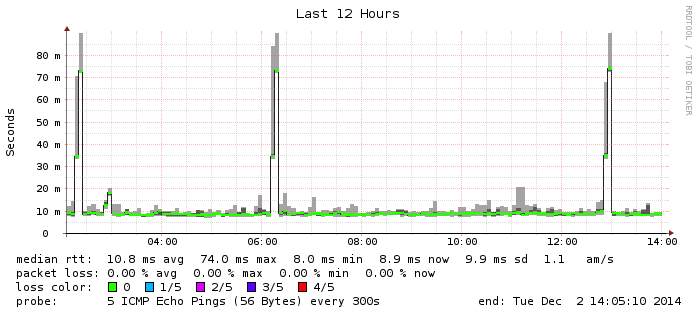 Last 12 Hours
RRDTOOL / TOBI OETIKER
Seconds
80 m
70 m
60 m
50 m
40 m
30 m
20 m
10 m
0
04:00 06:00 08:00 10:00 12:00 14:00
median rtt: 10.8 ms avg 74.0 ms max 8.0 ms min 8.9 ms now 9.9 ms sd 1.1 am/s
packet loss: 0.00 % avg 0.00 % max 0.00 % min 0.00 % now
loss color: 0 1/5 2/5 3/5 4/5
probe: 5 ICMP Echo Pings (56 Bytes) every 300s end: Tue Dec 2 14:05:10 2014